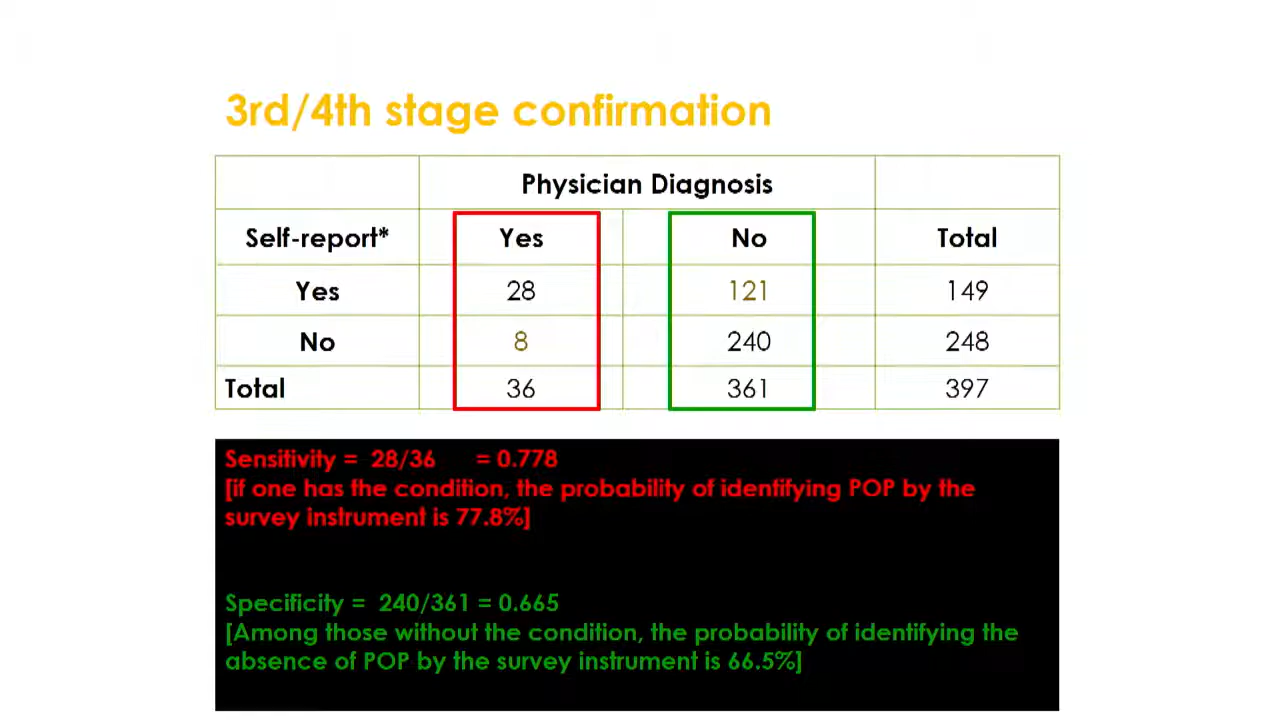 3rd/4th stage confirmation
Physician Diagnosis
Self-report* Yes No Total
Yes 28 121 149
No 8 240 248
Total 36 361 397
Sensitivity = 28/36 = 0.778
[if one has the condition, the probability of identifying POP by the
survey instrument is 77.8%]
Specificity = 240/361 = 0.665
[Among those without the condition, the probability of identifying the
absence of POP by the survey instrument is 66.5%]